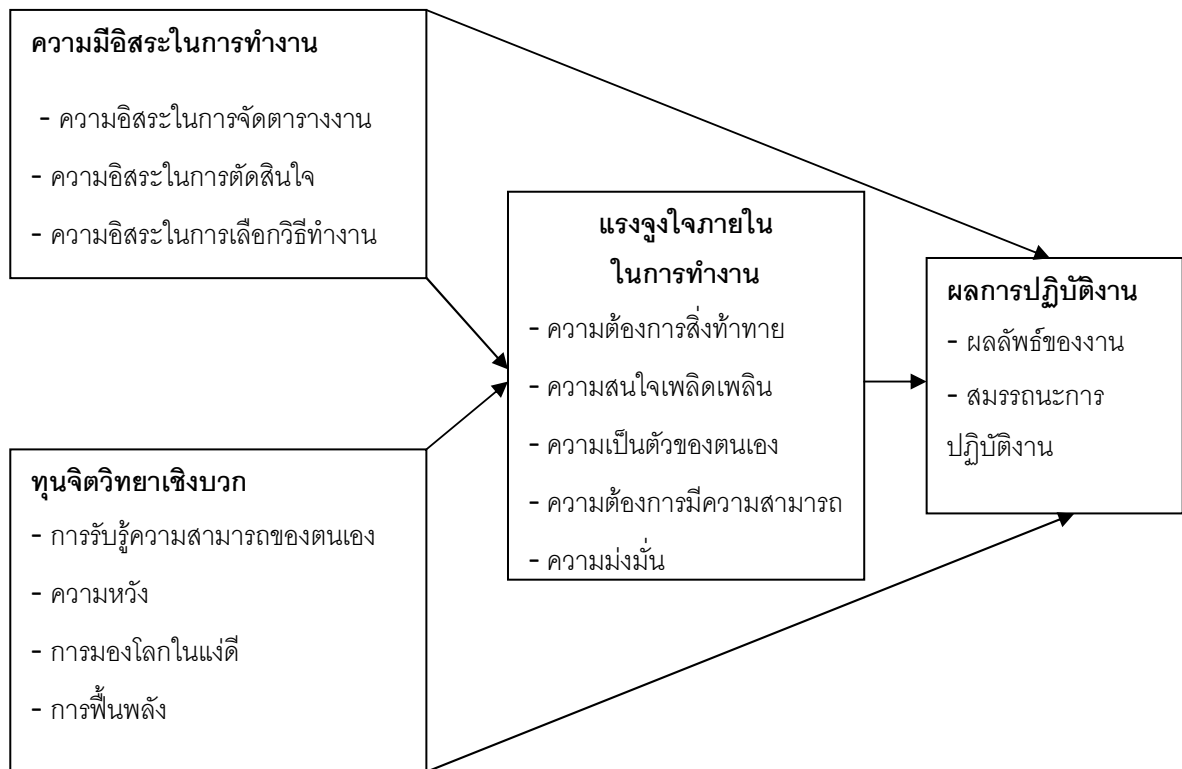 ความมีอิสระในการทำงาน
- ความอิสระในการจัดตารางงาน
- ความอิสระในการตัดสินใจ
- ความอิสระในการเลือกวิธีทำงาน
แรงจูงใจภายใน
ในการทำงาน
- ความต้องการสิ่งท้าทาย
- ความสนใจเพลิดเพลิน
- ความเป็นตัวของตนเอง
- ความต้องการมีความสามารถ
- ความม่งมั่น
ผลการปฏิบัติงาน
- ผลลัพธ์ของงาน
- สมรรถนะการ
ปฏิบัติงาน
ทุนจิตวิทยาเชิงบวก
- การรับรู้ความสามารถของตนเอง
- ความหวัง
- การมองโลกในแง่ดี
- การฟื้นพลัง